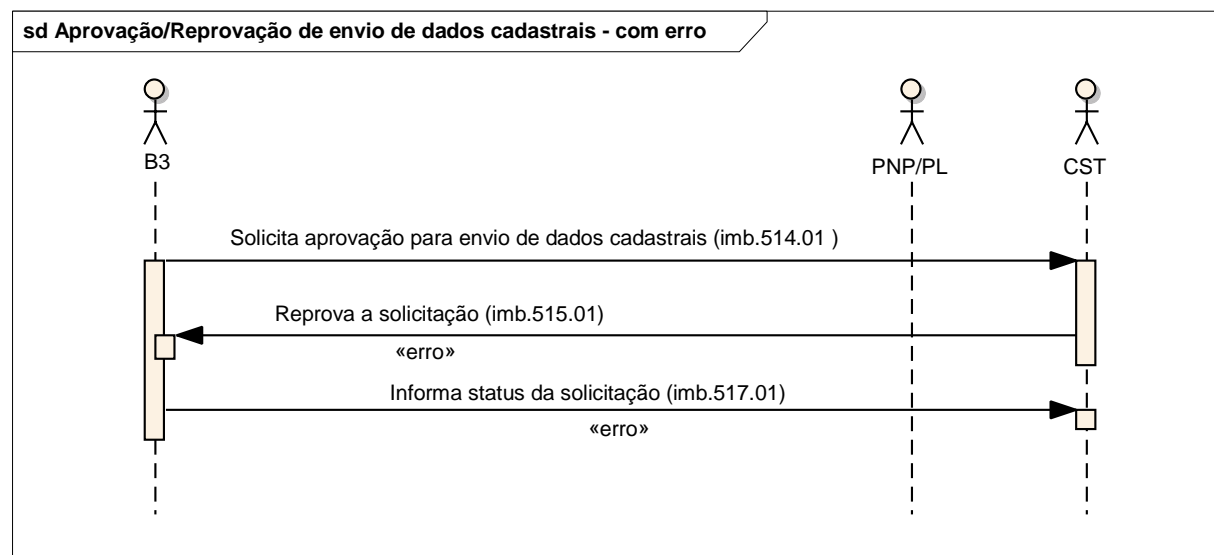 sd Aprovação/Reprovação de envio de dados cadastrais - com erro
B3
PNP/PL
CST
Solicita aprovação para envio de dados cadastrais (imb.514.01 )
Reprova a solicitação (imb.515.01)
«erro»
Informa status da solicitação (imb.517.01)
«erro»